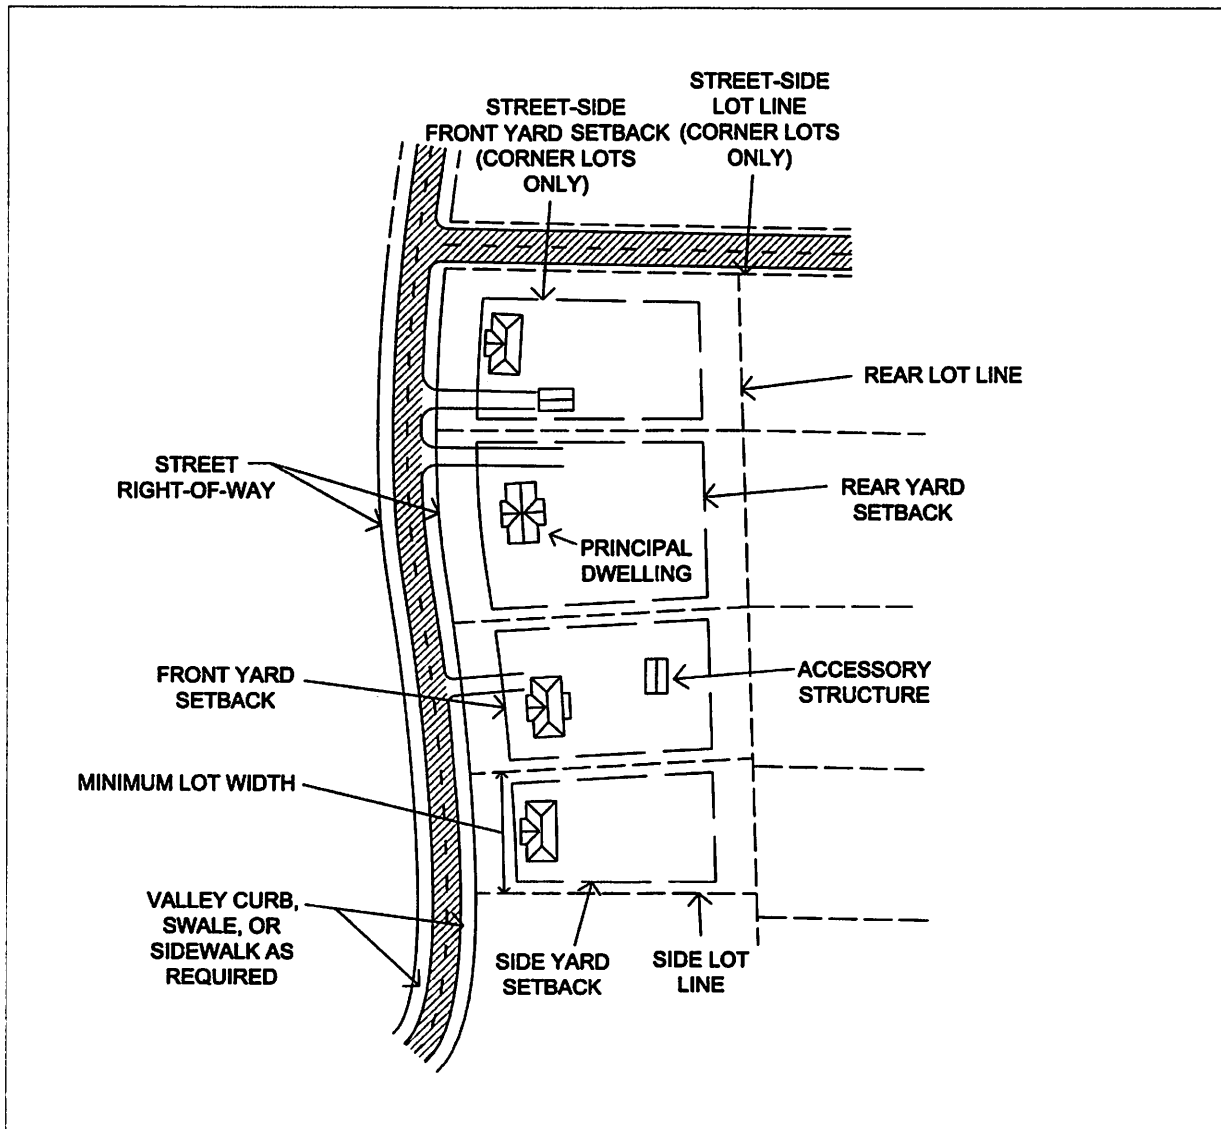 STREET-SIDE
LOT LINE
(CORNER LOTS
ONLY)
STREET-SIDE
FRONT YARD SETBACK
(CORNER LOTS
ONLY)
REAR LOT LINE
STREET
RIGHT-OF-WAY
REAR YARD
SETBACK
PRINCIPAL
DWELLING
FRONT YARD
SETBACK
ACCESSORY
STRUCTURE
MINIMUM LOT WIDTH
VALLEY CURB,
SWALE, OR
SIDEWALK AS
REQUIRED
SIDE YARD
SETBACK
SIDE LOT
LINE